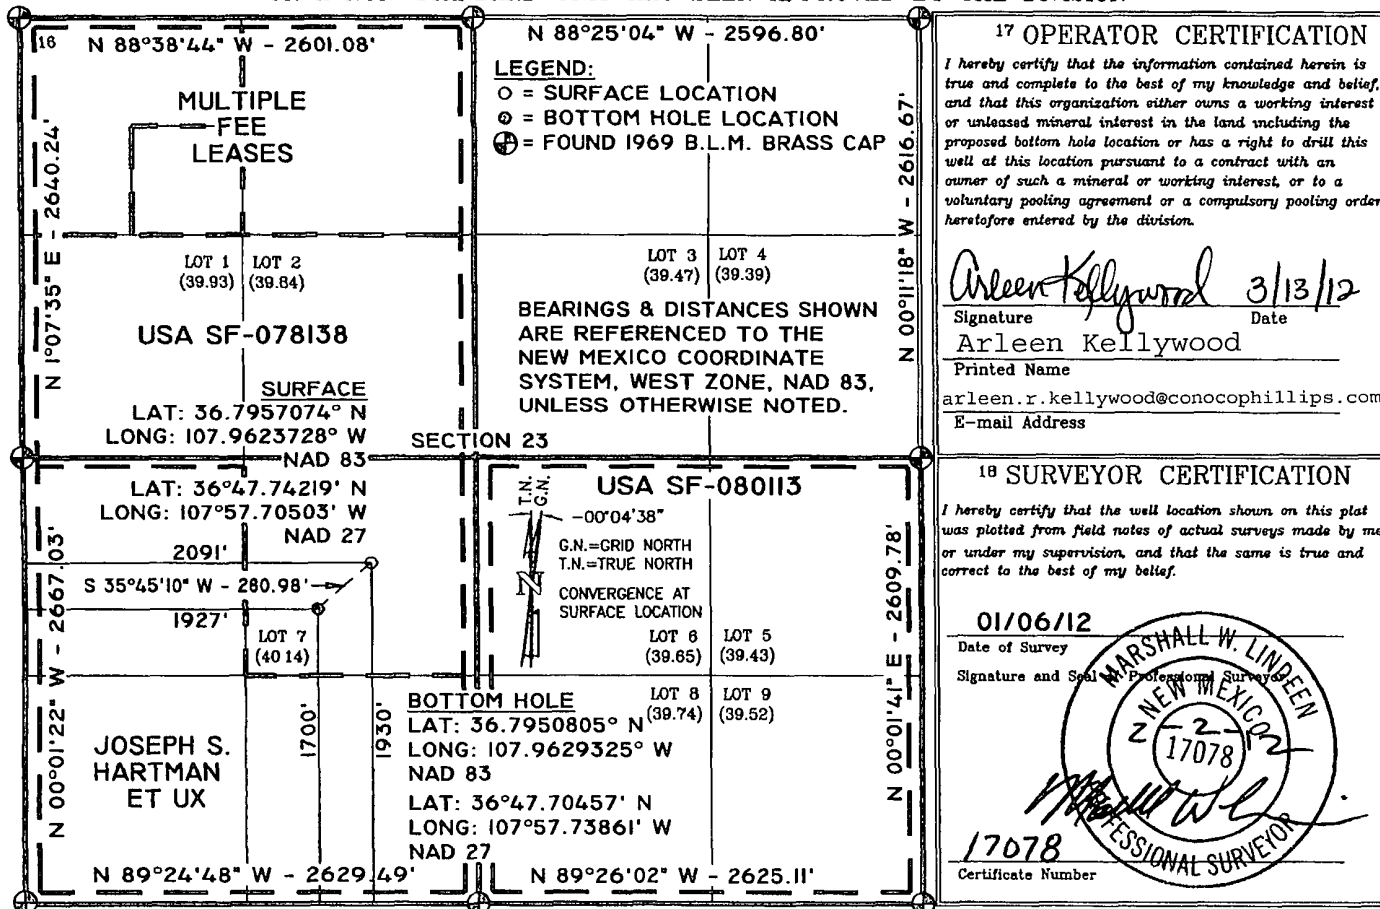 16
N 88°38'44" W - 2601.08'
N 88°25'04" W - 2596.80'
LEGEND:
= SURFACE LOCATION
= BOTTOM HOLE LOCATION
= FOUND 1969 B.L.M. BRASS CAP
MULTIPLE
FEE
LEASES
N 1°07'35" E - 2640.24'
N 00°11'18" W - 2616.67'
LOT 1
(39.93)
LOT 2
(39.84)
LOT 3
(39.47)
LOT 4
(39.39)
USA SF-078138
BEARINGS & DISTANCES SHOWN
ARE REFERENCED TO THE
NEW MEXICO COORDINATE
SYSTEM, WEST ZONE, NAD 83,
UNLESS OTHERWISE NOTED.
SURFACE
LAT: 36.7957074° N
LONG: 107.9623728° W
NAD 83
SECTION 23
LAT: 36°47.74219' N
LONG: 107°57.70503' W
NAD 27
2091'
S 35°45'10" W - 280.98'
1927'
LOT 7
(40 14)
N 00°01'22" W - 2667.03'
USA SF-080113
T.N.
G.N.
-00°04'38"
G.N.=GRID NORTH
T.N.=TRUE NORTH
N
CONVERGENCE AT
SURFACE LOCATION
LOT 6
(39.65)
LOT 5
(39.43)
LOT 8
(39.74)
LOT 9
(39.52)
N 00°01'41" E - 2609.78'
JOSEPH S.
HARTMAN
ET UX
1700'
1930'
BOTTOM HOLE
LAT: 36.7950805° N
LONG: 107.9629325° W
NAD 83
LAT: 36°47.70457' N
LONG: 107°57.73861' W
NAD 27
N 89°24'48" W - 2629.49'
N 89°26'02" W - 2625.11'
17 OPERATOR CERTIFICATION
I hereby certify that the information contained herein is
true and complete to the best of my knowledge and belief,
and that this organization either owns a working interest
or unleased mineral interest in the land including the
proposed bottom hole location or has a right to drill this
well at this location pursuant to a contract with an
owner of such a mineral or working interest, or to a
voluntary pooling agreement or a compulsory pooling order
heretofore entered by the division.
Arleen Kellywood 3/13/12
Signature Date
Arleen Kellywood
Printed Name
arleen.r.kellywood@conocophillips.com
E-mail Address
18 SURVEYOR CERTIFICATION
I hereby certify that the well location shown on this plat
was plotted from field notes of actual surveys made by me
or under my supervision, and that the same is true and
correct to the best of my belief.
01/06/12
Date of Survey
Signature and Seal of Professional Surveyor
MARSHALL W. LINDEEN
NEW MEXICO
17078
PROFESSIONAL SURVEYOR
17078
Certificate Number